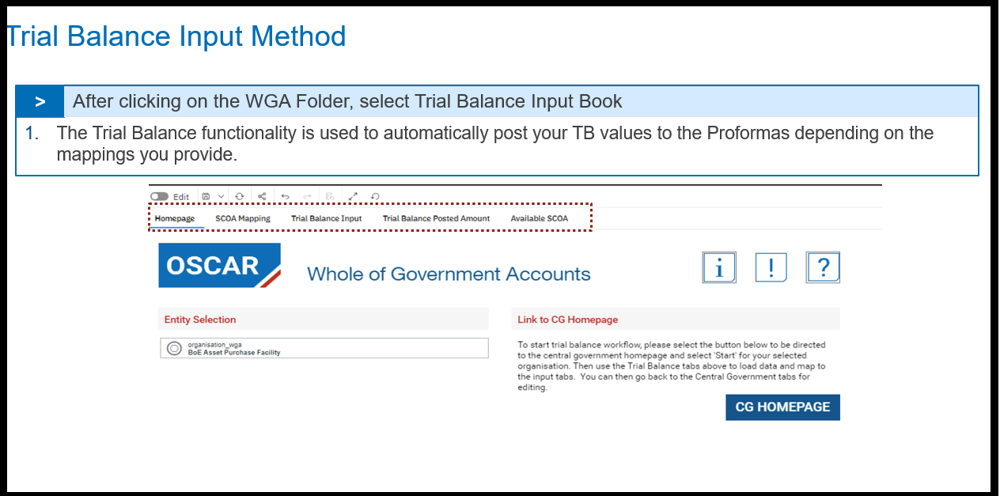 Trial Balance Input Method
> After clicking on the WGA Folder, select Trial Balance Input Book
1. The Trial Balance functionality is used to automatically post your TB values to the Proformas depending on the
mappings you provide.
Edit
Homepage SCOA Mapping Trial Balance Input Trial Balance Posted Amount Available SCOA
OSCAR
Whole of Government Accounts
i ! ?
Entity Selection
organisation_wga
BoE Asset Purchase Facility
Link to CG Homepage
To start trial balance workflow, please select the button below to be directed
to the central government homepage and select 'Start' for your selected
organisation. Then use the Trial Balance tabs above to load data and map to
the input tabs. You can then go back to the Central Government tabs for
editing.
CG HOMEPAGE